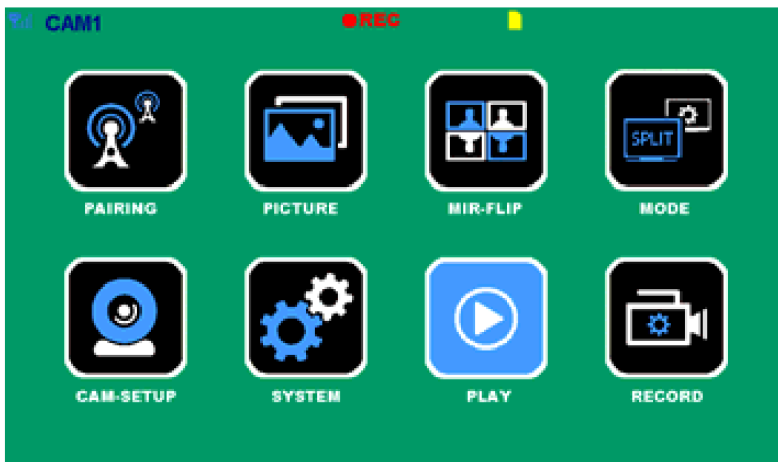 CAM1 REC
SPLIT
PAIRING PICTURE MIR-FLIP MODE
CAM-SETUP SYSTEM PLAY RECORD